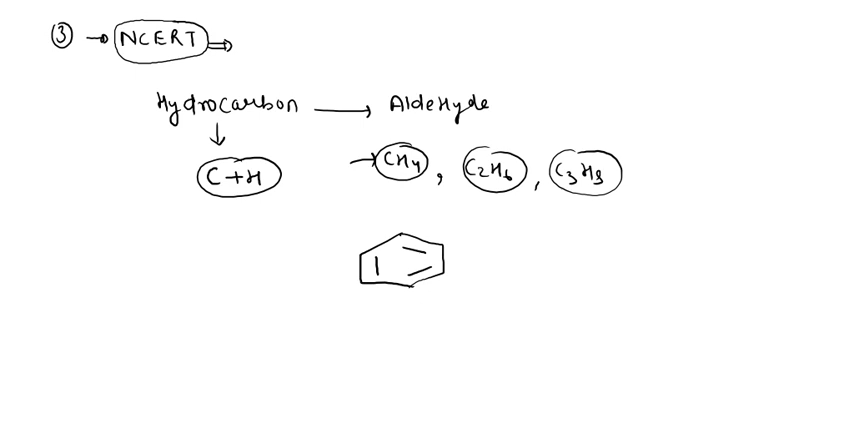 ③ → NCERT ⇒
Hydrocarbon → AldeHyde
↓
C+H → CH4, C2H6, C3H8